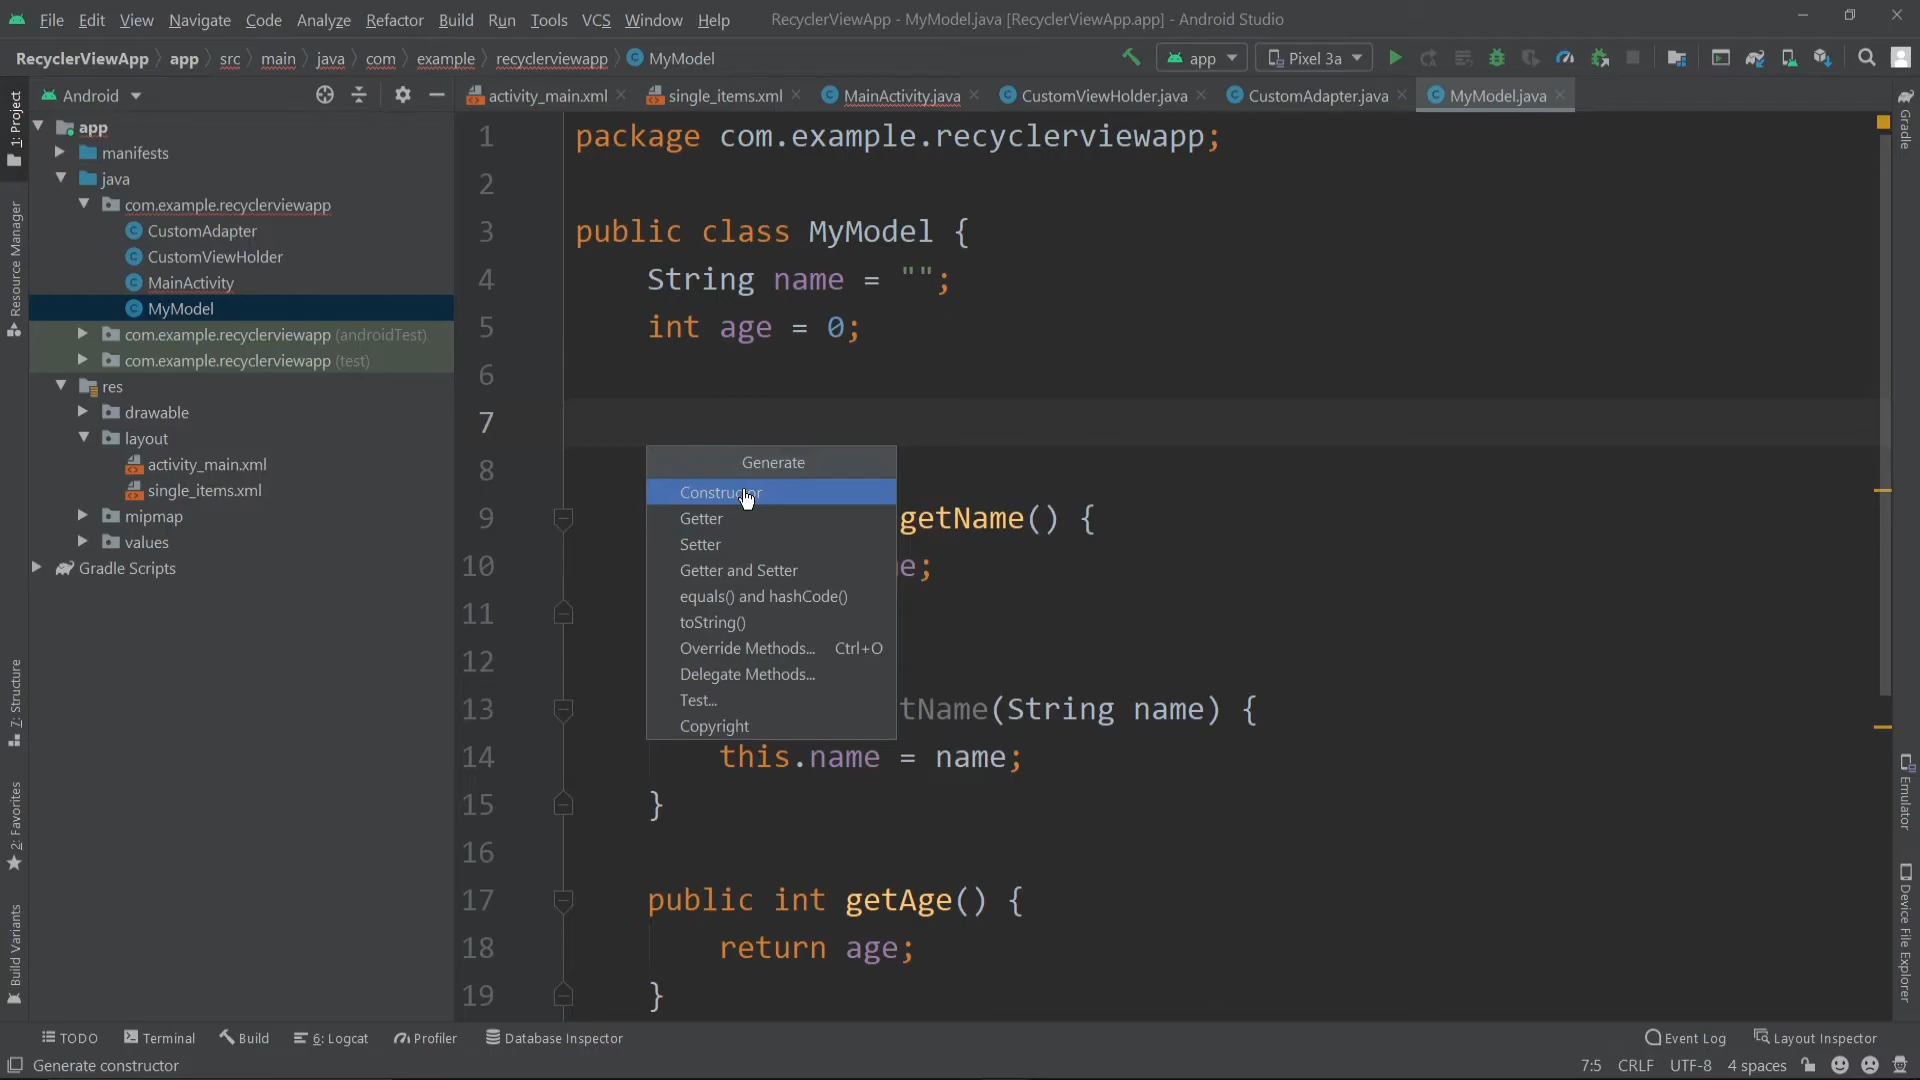 File Edit View Navigate Code Analyze Refactor Build Run Tools VCS Window Help RecyclerViewApp - MyModel.java [RecyclerViewApp.app] - Android Studio
RecyclerViewApp app src main java com example recyclerviewapp MyModel app Pixel 3a
Android
activity_main.xml single_items.xml MainActivity.java CustomViewHolder.java CustomAdapter.java MyModel.java
1: Project
Resource Manager
7: Structure
2: Favorites
Build Variants
app
manifests
java
com.example.recyclerviewapp
CustomAdapter
CustomViewHolder
MainActivity
MyModel
com.example.recyclerviewapp (androidTest)
com.example.recyclerviewapp (test)
res
drawable
layout
activity_main.xml
single_items.xml
mipmap
values
Gradle Scripts
1 package com.example.recyclerviewapp;
2
3 public class MyModel {
4 String name = "";
5 int age = 0;
6
7
8
9 getName() {
10 e;
11
12
13 tName(String name) {
14 this.name = name;
15 }
16
17 public int getAge() {
18 return age;
19 }
Generate
Constructor
Getter
Setter
Getter and Setter
equals() and hashCode()
toString()
Override Methods... Ctrl+O
Delegate Methods...
Test...
Copyright
Gradle
Emulator
Device File Explorer
TODO Terminal Build 6: Logcat Profiler Database Inspector Event Log Layout Inspector
Generate constructor 7:5 CRLF UTF-8 4 spaces